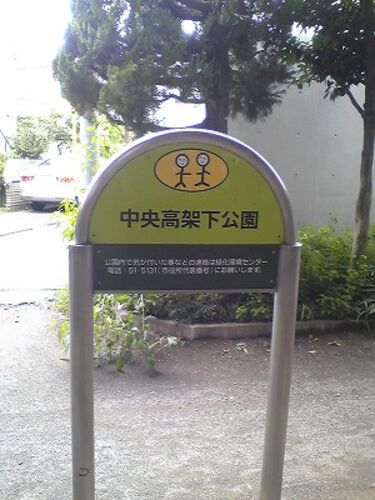 中央高架下公園
公園内で気が付いた事などの連絡は緑化環境センター
電話:51-5131(市役所代表番号)にお願いします。